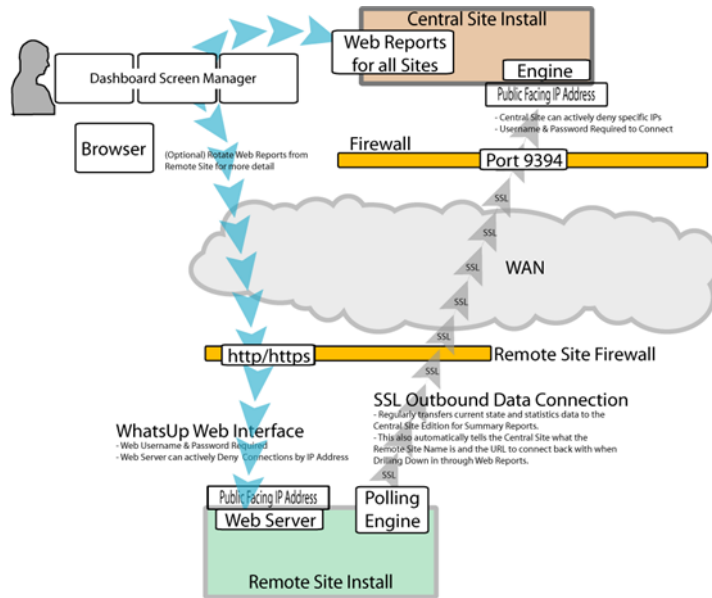 Central Site Install
Web Reports
for all Sites
Engine
Public Facing IP Address
- Central Site can actively deny specific IPs
- Username & Password Required to Connect
Dashboard Screen Manager
Browser
(Optional) Rotate Web Reports from
Remote Site for more detail
Firewall
Port 9394
SSL
SSL
SSL
WAN
SSL
SSL
http/https
Remote Site Firewall
SSL
SSL Outbound Data Connection
- Regularly transfers current state and statistics data to the
Central Site Edition for Summary Reports.
- This also automatically tells the Central Site what the
Remote Site Name is and the URL to connect back with when
Drilling Down in through Web Reports.
WhatsUp Web Interface
- Web Username & Password Required
- Web Server can actively Deny Connections by IP Address
SSL
Public Facing IP Address
Web Server
Polling
Engine
Remote Site Install